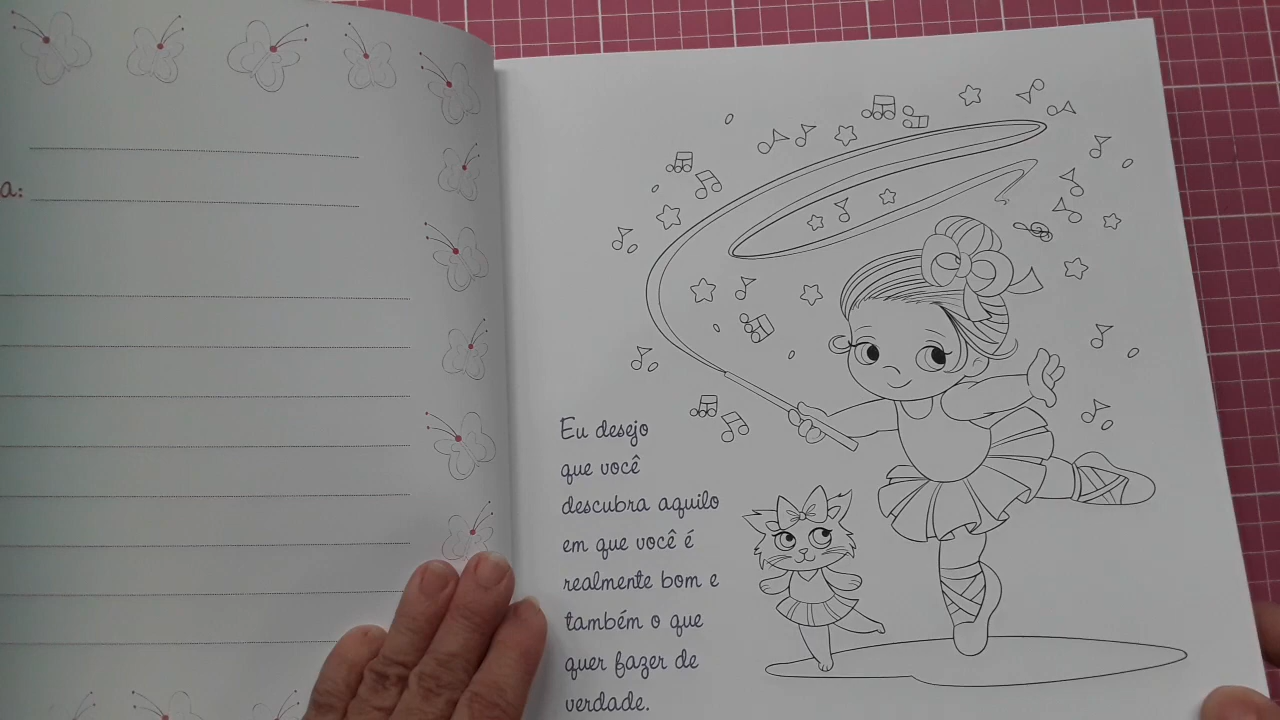 a:
Eu desejo
que você
descubra aquilo
em que você é
realmente bom e
também o que
quer fazer de
verdade.